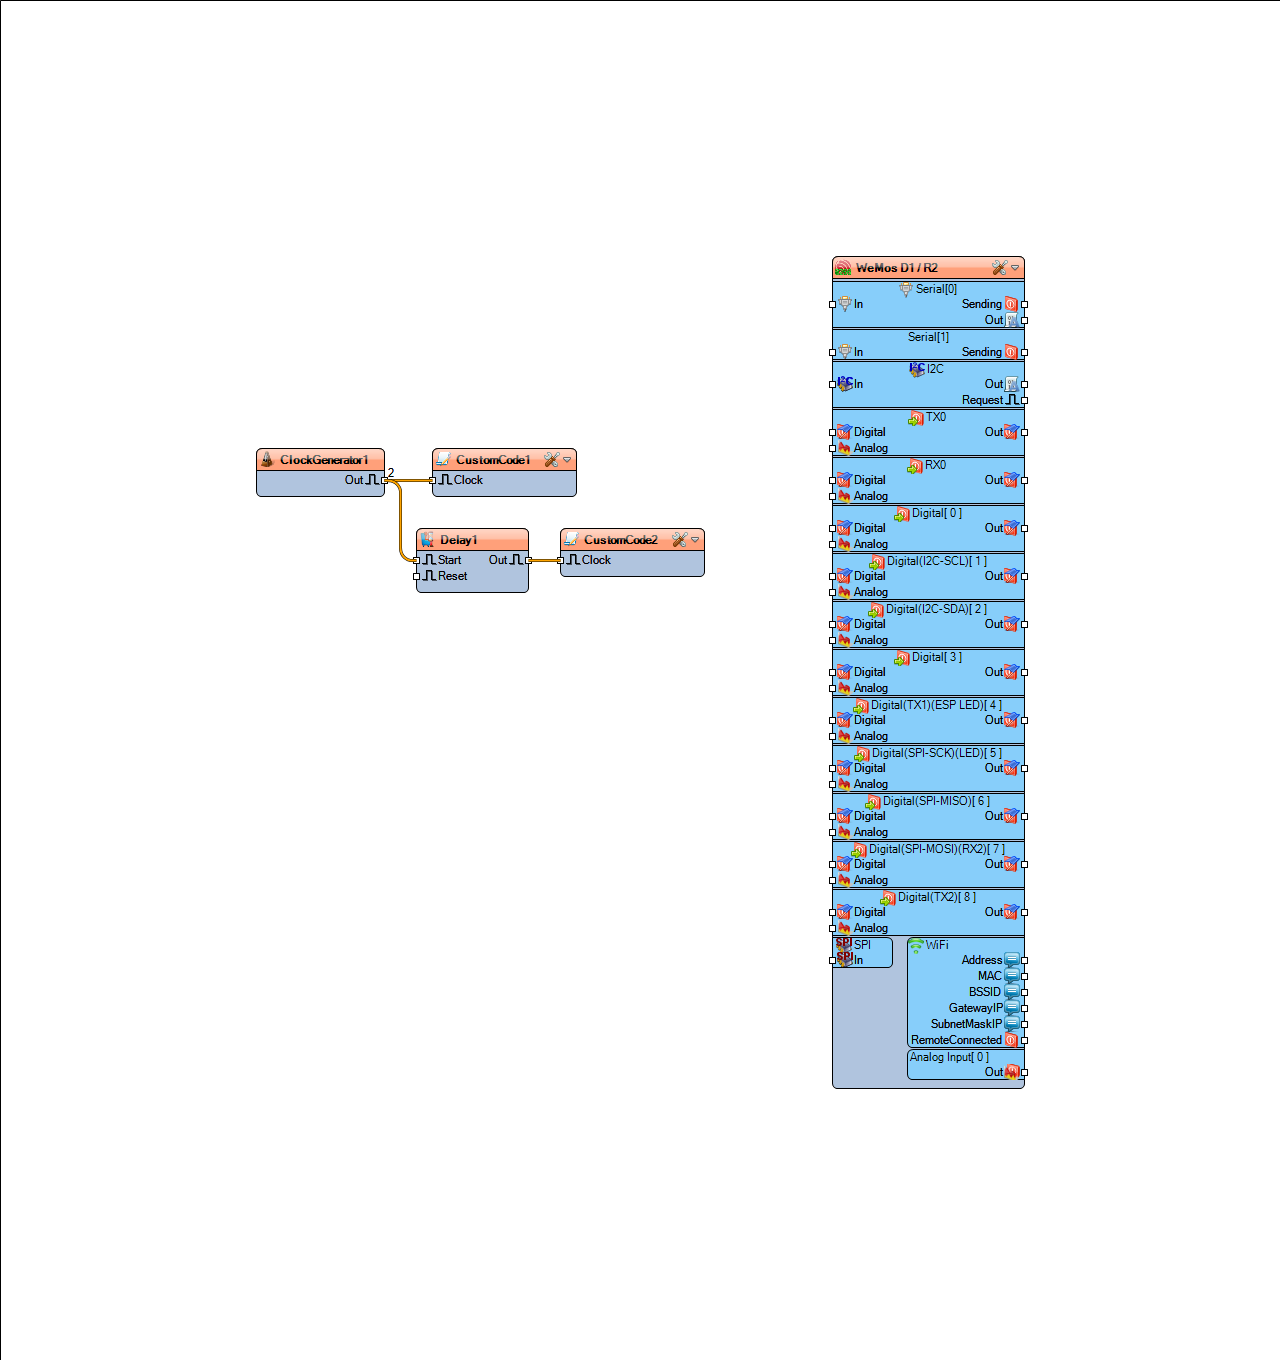 ClockGenerator1
Out
2
CustomCode1
Clock
Delay1
Start Out
Reset
CustomCode2
Clock
WeMos D1 / R2
Serial[0]
In Sending
Out
Serial[1]
In Sending
I2C I2C
I2C In Out
Request
TX0
Digital Out
Analog
RX0
Digital Out
Analog
Digital[ 0 ]
Digital Out
Analog
Digital(I2C-SCL)[ 1 ]
Digital Out
Analog
Digital(I2C-SDA)[ 2 ]
Digital Out
Analog
Digital[ 3 ]
Digital Out
Analog
Digital(TX1)(ESP LED)[ 4 ]
Digital Out
Analog
Digital(SPI-SCK)(LED)[ 5 ]
Digital Out
Analog
Digital(SPI-MISO)[ 6 ]
Digital Out
Analog
Digital(SPI-MOSI)(RX2)[ 7 ]
Digital Out
Analog
Digital(TX2)[ 8 ]
Digital Out
Analog
SPI SPI
SPI In
WiFi
Address
MAC
BSSID
GatewayIP
SubnetMaskIP
RemoteConnected
Analog Input[ 0 ]
Out